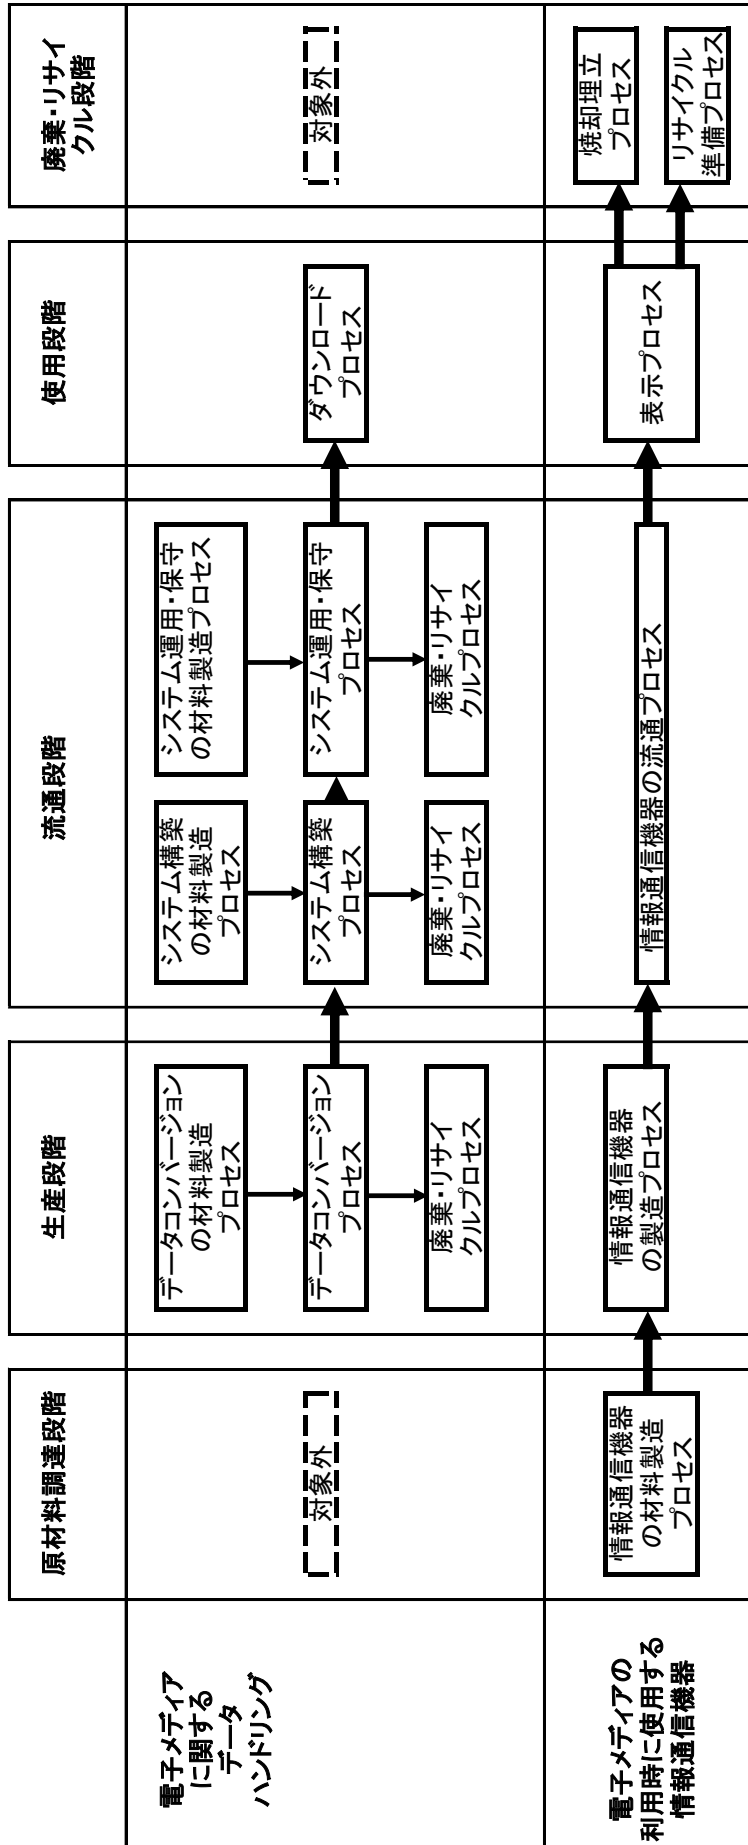 原材料調達段階
生産段階
流通段階
使用段階
廃棄・リサイ
クル段階
電子メディア
に関する
データ
ハンドリング
対象外
データコンバージョン
の材料製造
プロセス
データコンバージョン
プロセス
廃棄・リサイ
クルプロセス
システム構築
の材料製造
プロセス
システム構築
プロセス
廃棄・リサイ
クルプロセス
システム運用・保守
の材料製造プロセス
システム運用・保守
プロセス
廃棄・リサイ
クルプロセス
ダウンロード
プロセス
対象外
電子メディアの
利用時に使用する
情報通信機器
情報通信機器
の材料製造
プロセス
情報通信機器
の製造プロセス
情報通信機器の流通プロセス
表示プロセス
焼却埋立
プロセス
リサイクル
準備プロセス